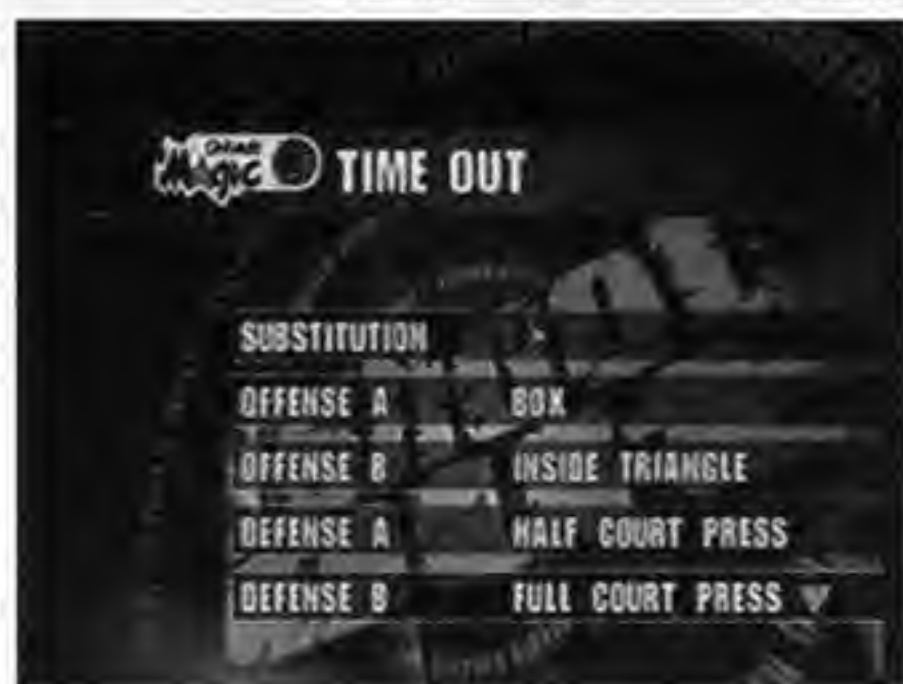 Magic TIME OUT
SUBSTITUTION >
OFFENSE A BOX
OFFENSE B INSIDE TRIANGLE
DEFENSE A HALF COURT PRESS
DEFENSE B FULL COURT PRESS